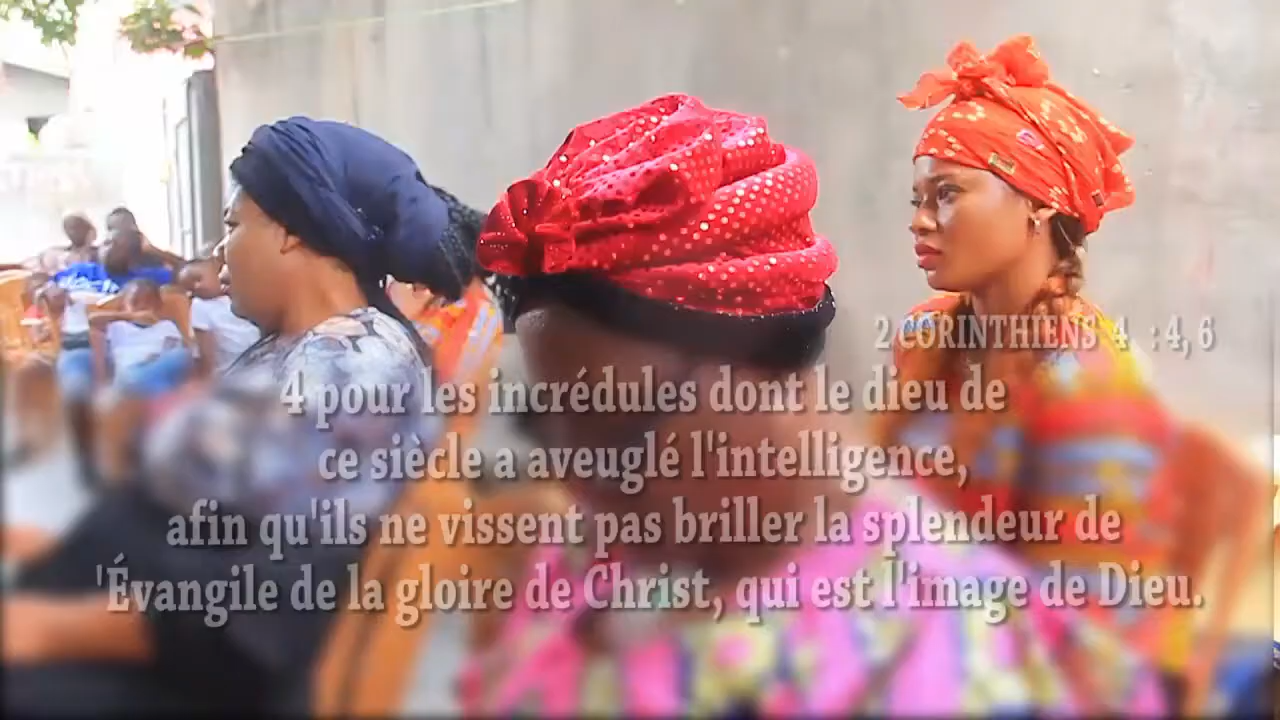 2 CORINTHIENS 4 :4, 6
4 pour les incrédules dont le dieu de
ce siècle a aveuglé l'intelligence,
afin qu'ils ne vissent pas briller la splendeur de
'Évangile de la gloire de Christ, qui est l'image de Dieu.